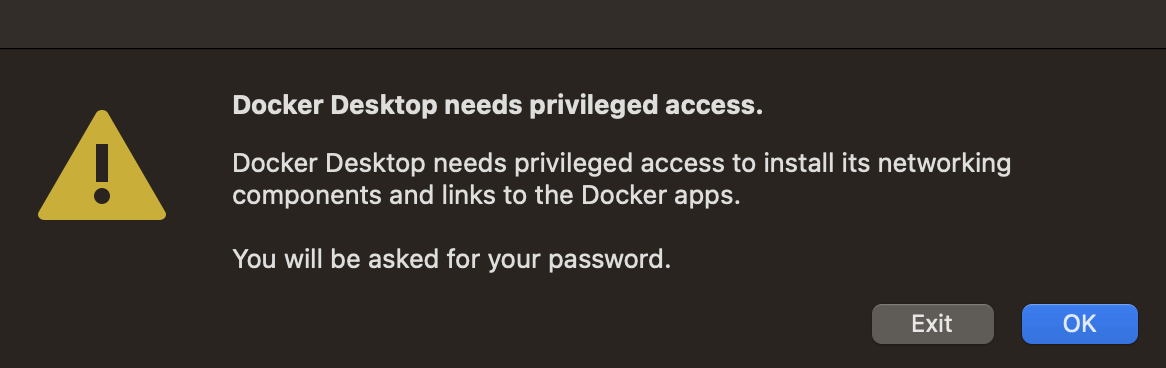 Docker Desktop needs privileged access.
Docker Desktop needs privileged access to install its networking
components and links to the Docker apps.
You will be asked for your password.
Exit
OK